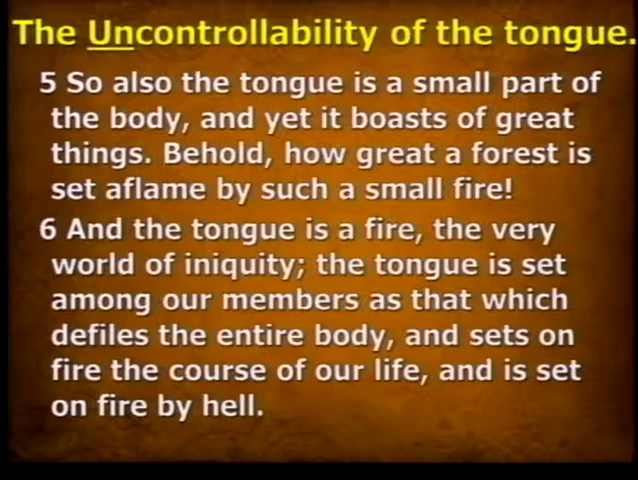 The Uncontrollability of the tongue.
5 So also the tongue is a small part of
the body, and yet it boasts of great
things. Behold, how great a forest is
set aflame by such a small fire!
6 And the tongue is a fire, the very
world of iniquity; the tongue is set
among our members as that which
defiles the entire body, and sets on
fire the course of our life, and is set
on fire by hell.